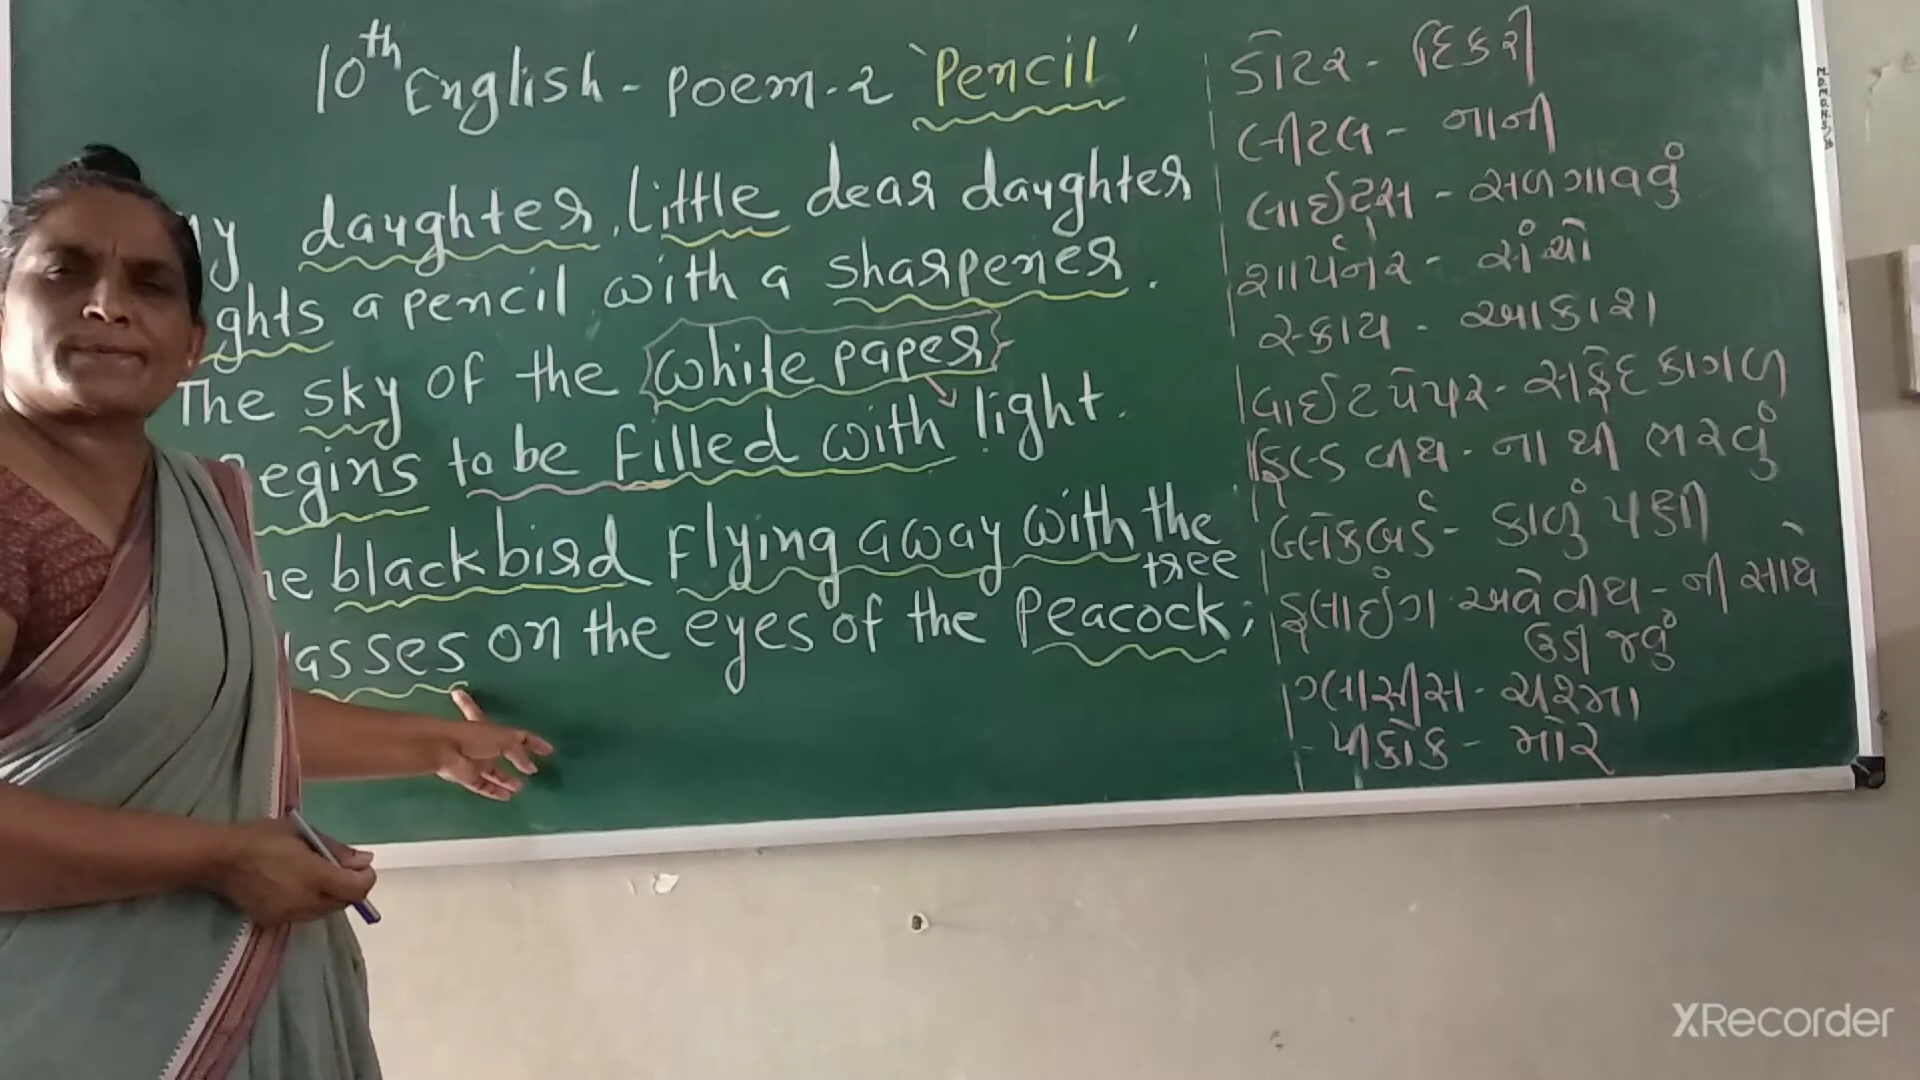 10th English - Poem - 2 'Pencil'
y daughter, little dear daughter
ghts a pencil with a sharpener.
The sky of the white paper
egins to be filled with light.
he blackbird flying away with the
tree
lasses on the eyes of the Peacock;
ડોટર - દિકરી
લીટલ - નાની
લાઈટ્સ - સળગાવવું
શાર્પનર - સંચો
સ્કાય - આકાશ
વાઈટ પેપર - સફેદ કાગળ
ફિલ્ડ વીથ - ના થી ભરવું
બ્લેકબર્ડ - કાળું પક્ષી
ફ્લાઈંગ અવે વીથ - ની સાથે
ઉડી જવું
ગ્લાસીસ - ચશ્મા
પીકોક - મોર
XRecorder